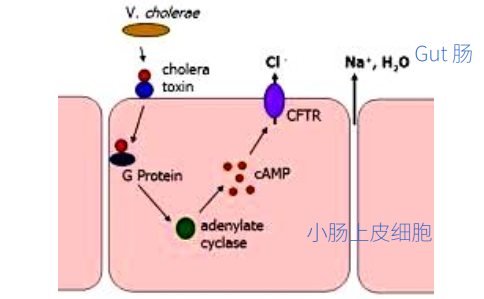 V. cholerae
cholera
toxin
Cl -
Na⁺, H₂O
Gut 肠
CFTR
G Protein
cAMP
adenylate
cyclase
小肠上皮细胞